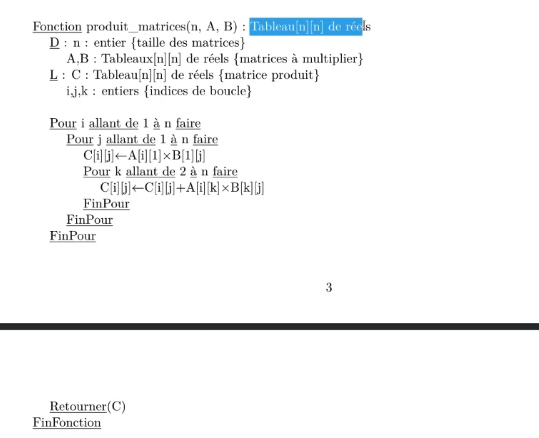 Fonction produit_matrices(n, A, B) : Tableau[n][n] de réels
D : n : entier {taille des matrices}
A,B : Tableaux[n][n] de réels {matrices à multiplier}
L : C : Tableau[n][n] de réels {matrice produit}
i,j,k : entiers {indices de boucle}
Pour i allant de 1 à n faire
Pour j allant de 1 à n faire
C[i][j]←A[i][1]×B[1][j]
Pour k allant de 2 à n faire
C[i][j]←C[i][j]+A[i][k]×B[k][j]
FinPour
FinPour
FinPour
3
Retourner(C)
FinFonction